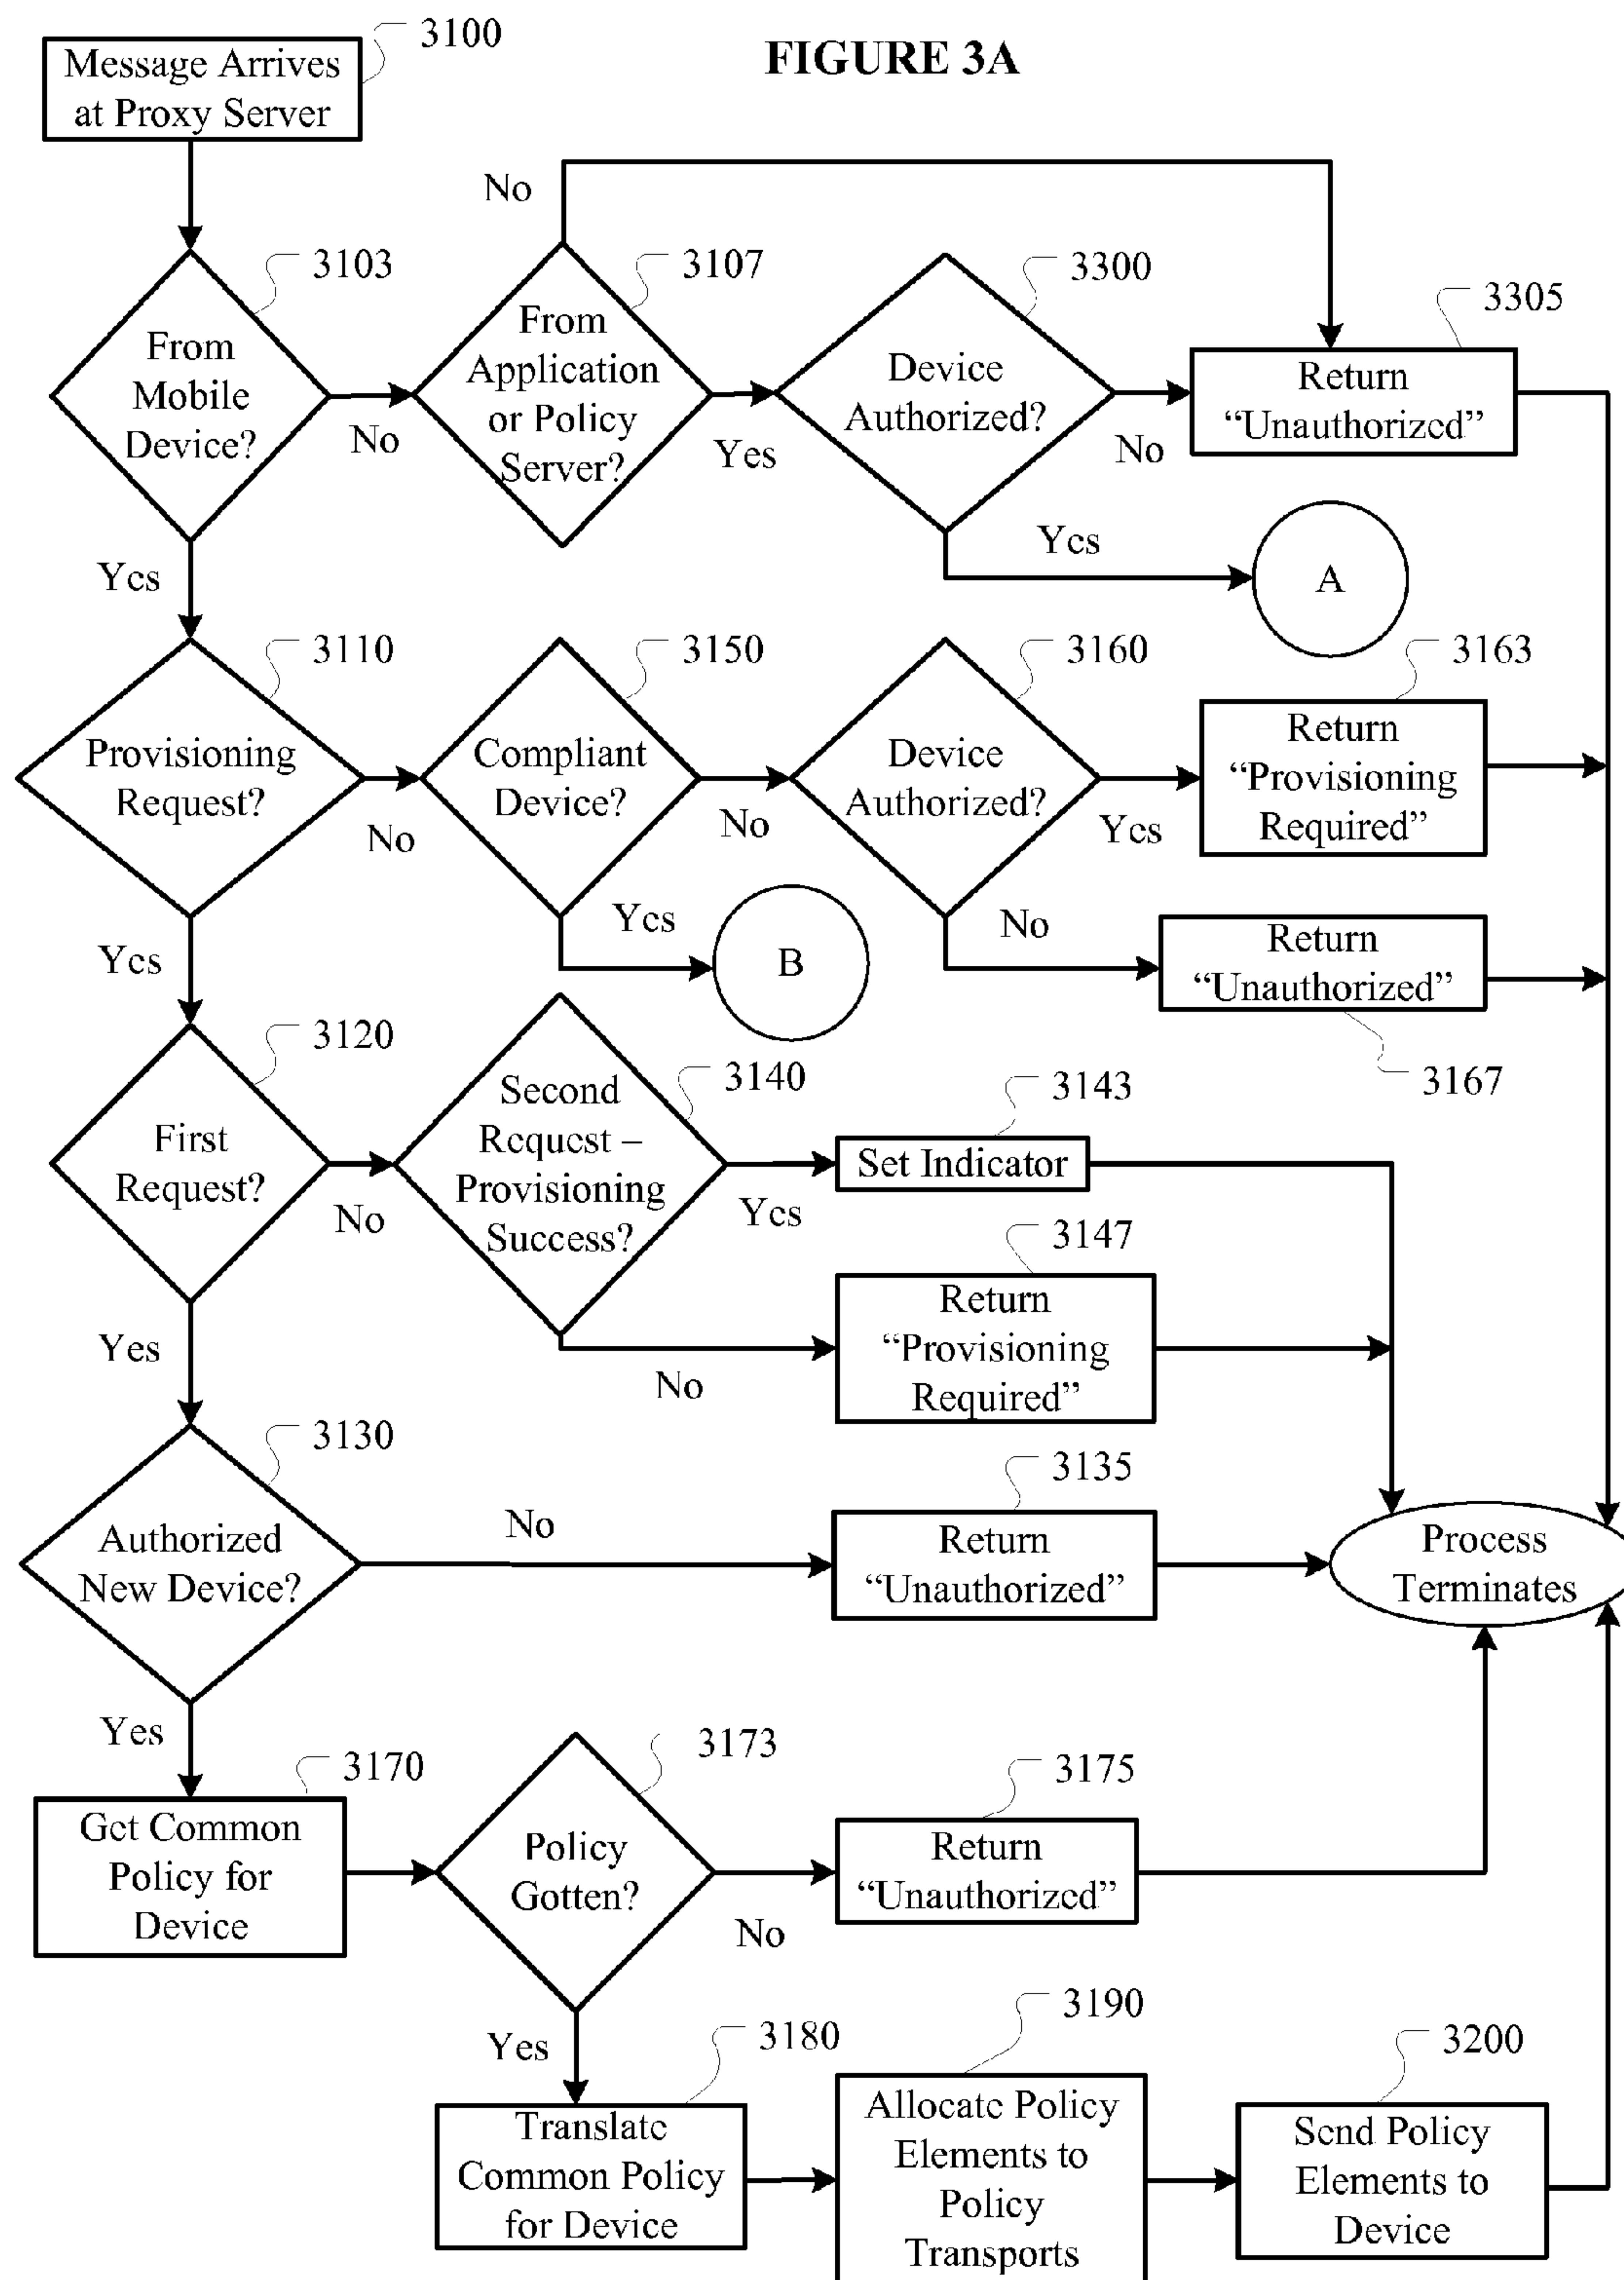 FIGURE 3A
3100
Message Arrives
at Proxy Server
No
3103
From
Mobile
Device?
No
Yes
3107
From
Application
or Policy
Server?
Yes
3300
Device
Authorized?
No
Yes
3305
Return
“Unauthorized”
A
3110
Provisioning
Request?
No
Yes
3150
Compliant
Device?
No
Yes
B
3160
Device
Authorized?
Yes
No
3163
Return
“Provisioning
Required”
Return
“Unauthorized”
3167
3120
First
Request?
No
Yes
3140
Second
Request –
Provisioning
Success?
Yes
No
3143
Set Indicator
3147
Return
“Provisioning
Required”
3130
Authorized
New Device?
No
Yes
3135
Return
“Unauthorized”
Process
Terminates
3170
Get Common
Policy for
Device
3173
Policy
Gotten?
No
Yes
3175
Return
“Unauthorized”
3180
Translate
Common Policy
for Device
3190
Allocate Policy
Elements to
Policy
Transports
3200
Send Policy
Elements to
Device